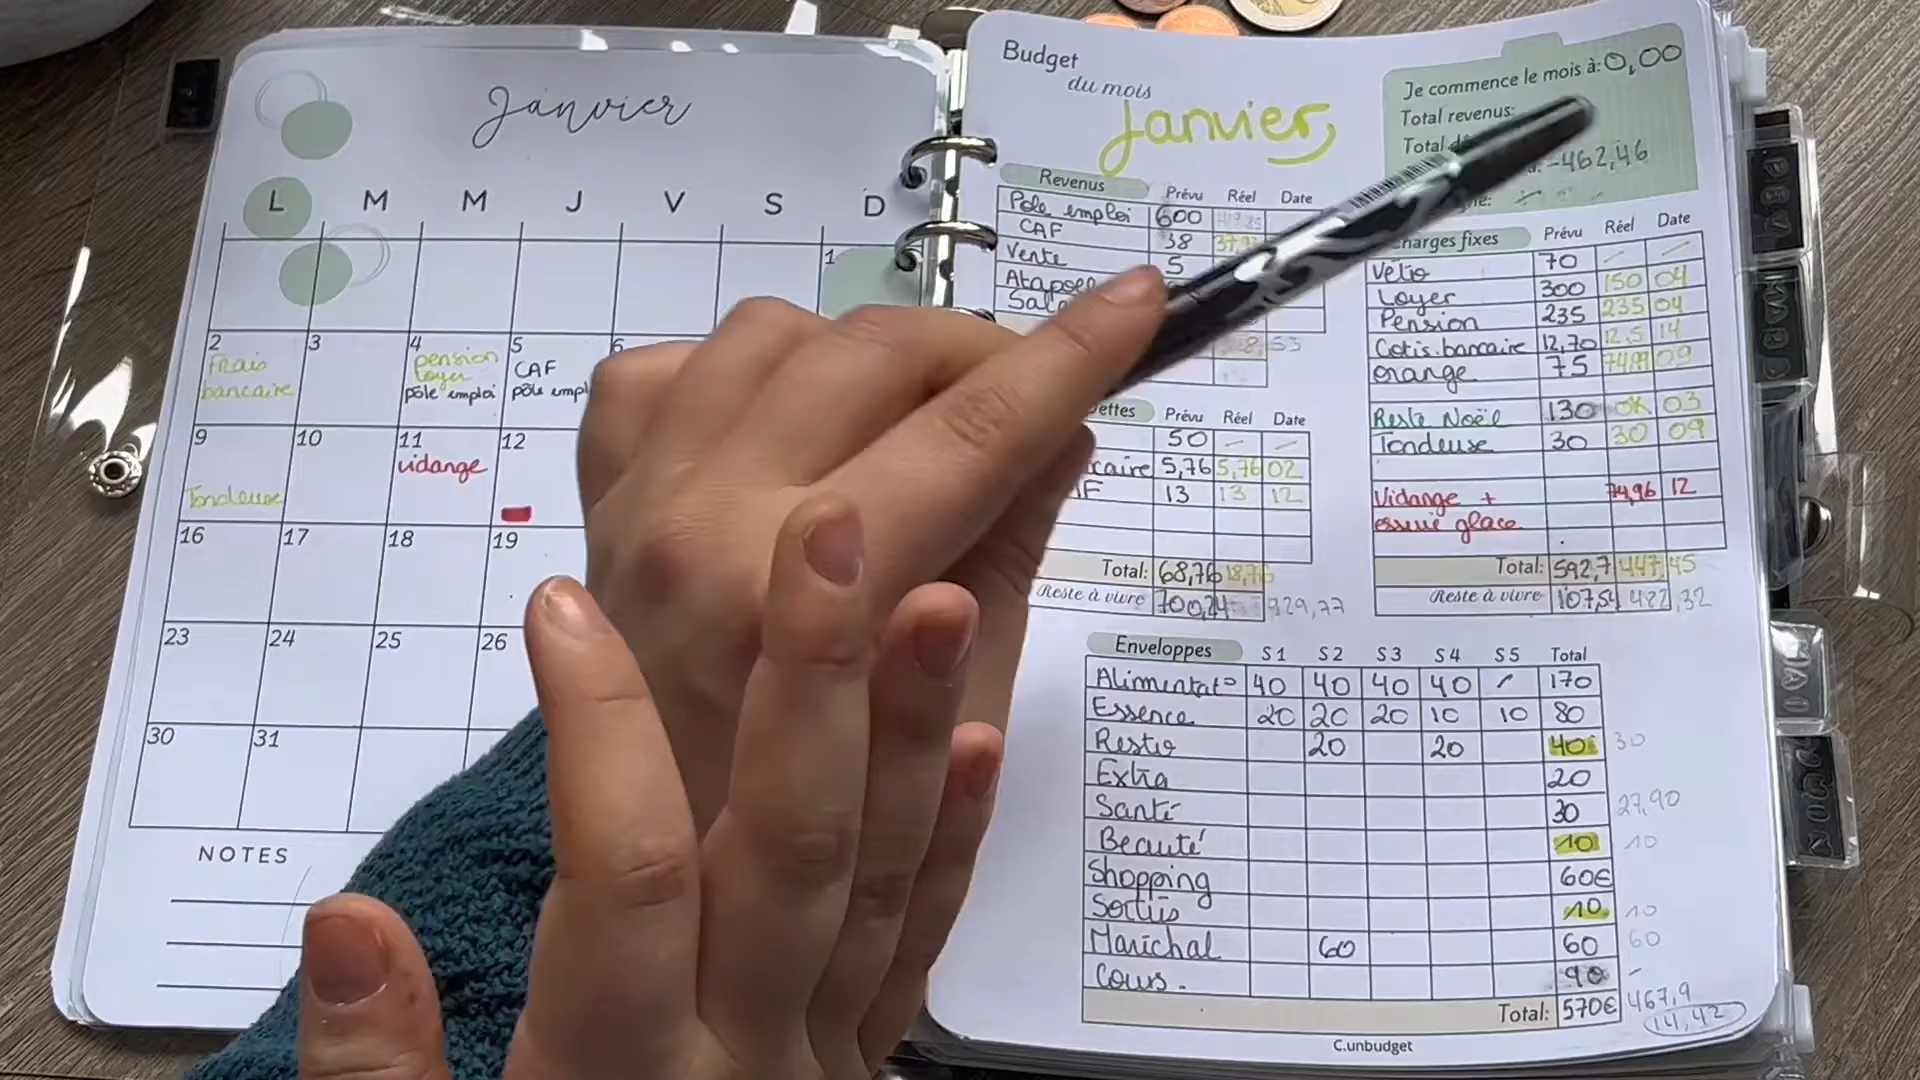 Janvier
L M M J V S D
1
2 3 4 5 6
Frais bancaire
pension
loyer
pôle emploi
CAF
9 10 11 12
vidange
Tondeuse
16 17 18 19
23 24 25 26
30 31
NOTES
Budget
du mois
Janvier
Je commence le mois à: 0,00
Total revenus:
Total
-462,46
Revenus Prévu Réel Date
Pôle emploi 600
CAF 38
Vente 5
Prévu Réel Date
50
5,76 5,76 02
13 13 12
Total: 68,76 18,76
Reste à vivre 700,24 929,77
Charges fixes Prévu Réel Date
70
Loyer 300 150 04
Pension 235 235 04
Cotis.bancaire 12,70 12,5 14
orange 75 74,99 09
Reste Noël 130 OK 03
Tondeuse 30 30 09
Vidange + 74,96 12
essuie glace
Total: 592,7 447,45
Reste à vivre 107,54 482,32
Enveloppes S1 S2 S3 S4 S5 Total
Alimentat° 40 40 40 40 / 170
Essence 20 20 20 10 10 80
Resto 20 20 40 30
Extra 20
Santé 30 27,90
Beauté 10 10
Shopping 60€
Sorties 10 10
Maréchal 60 60 60
Cours. 90 -
Total: 570€ 467,9
14,42
C.unbudget